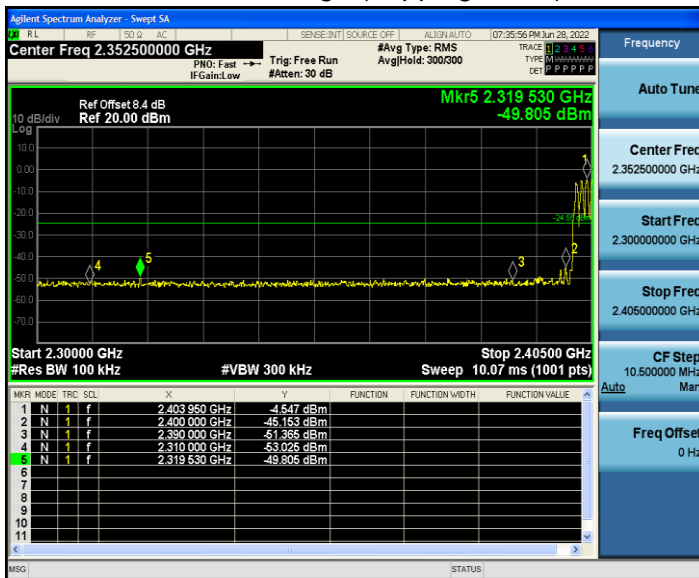 Agilent Spectrum Analyzer - Swept SA
LXI RL RF 50 Ω AC SENSE:INT SOURCE OFF ALIGN AUTO 07:35:56 PM Jun 28, 2022
Center Freq 2.352500000 GHz #Avg Type: RMS TRACE 1 2 3 4 5 6
PNO: Fast Trig: Free Run Avg|Hold: 300/300 TYPE M
IFGain:Low #Atten: 30 dB DET P P P P P P
Frequency
Auto Tune
Center Freq
2.352500000 GHz
Start Freq
2.300000000 GHz
Stop Freq
2.405000000 GHz
CF Step
10.500000 MHz
Auto Man
Freq Offset
0 Hz
Mkr5 2.319 530 GHz
-49.805 dBm
Ref Offset 8.4 dB
10 dB/div Ref 20.00 dBm
Log
10.0
0.00
-10.0
-20.0
-30.0
-40.0
-50.0
-60.0
-70.0
1
2
3
4
5
Start 2.30000 GHz Stop 2.40500 GHz
#Res BW 100 kHz #VBW 300 kHz Sweep 10.07 ms (1001 pts)
MKR MODE TRC SCL X Y FUNCTION FUNCTION WIDTH FUNCTION VALUE
1 N 1 f 2.403 950 GHz -4.547 dBm
2 N 1 f 2.400 000 GHz -45.153 dBm
3 N 1 f 2.390 000 GHz -51.365 dBm
4 N 1 f 2.310 000 GHz -53.025 dBm
5 N 1 f 2.319 530 GHz -49.805 dBm
6
7
8
9
10
11
MSG STATUS